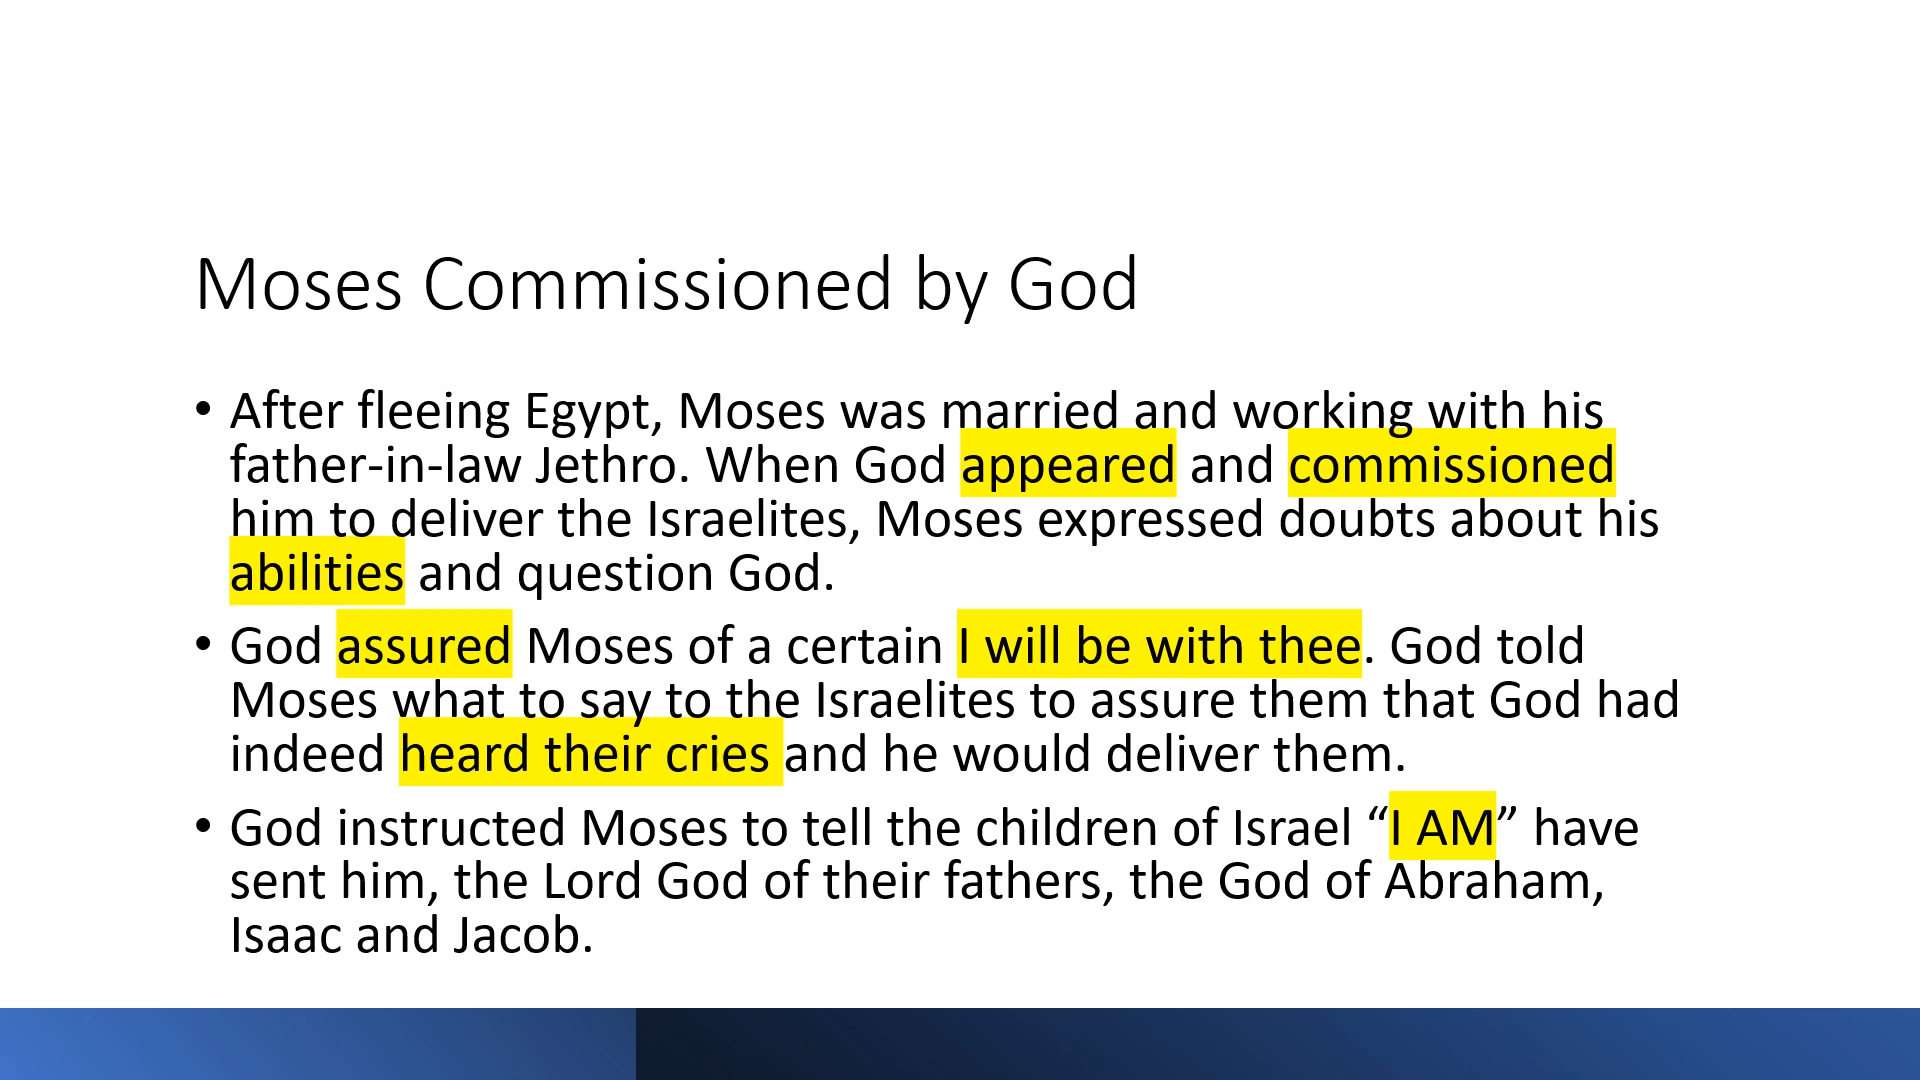 Moses Commissioned by God
• After fleeing Egypt, Moses was married and working with his
father-in-law Jethro. When God appeared and commissioned
him to deliver the Israelites, Moses expressed doubts about his
abilities and question God.
• God assured Moses of a certain I will be with thee. God told
Moses what to say to the Israelites to assure them that God had
indeed heard their cries and he would deliver them.
• God instructed Moses to tell the children of Israel “I AM” have
sent him, the Lord God of their fathers, the God of Abraham,
Isaac and Jacob.